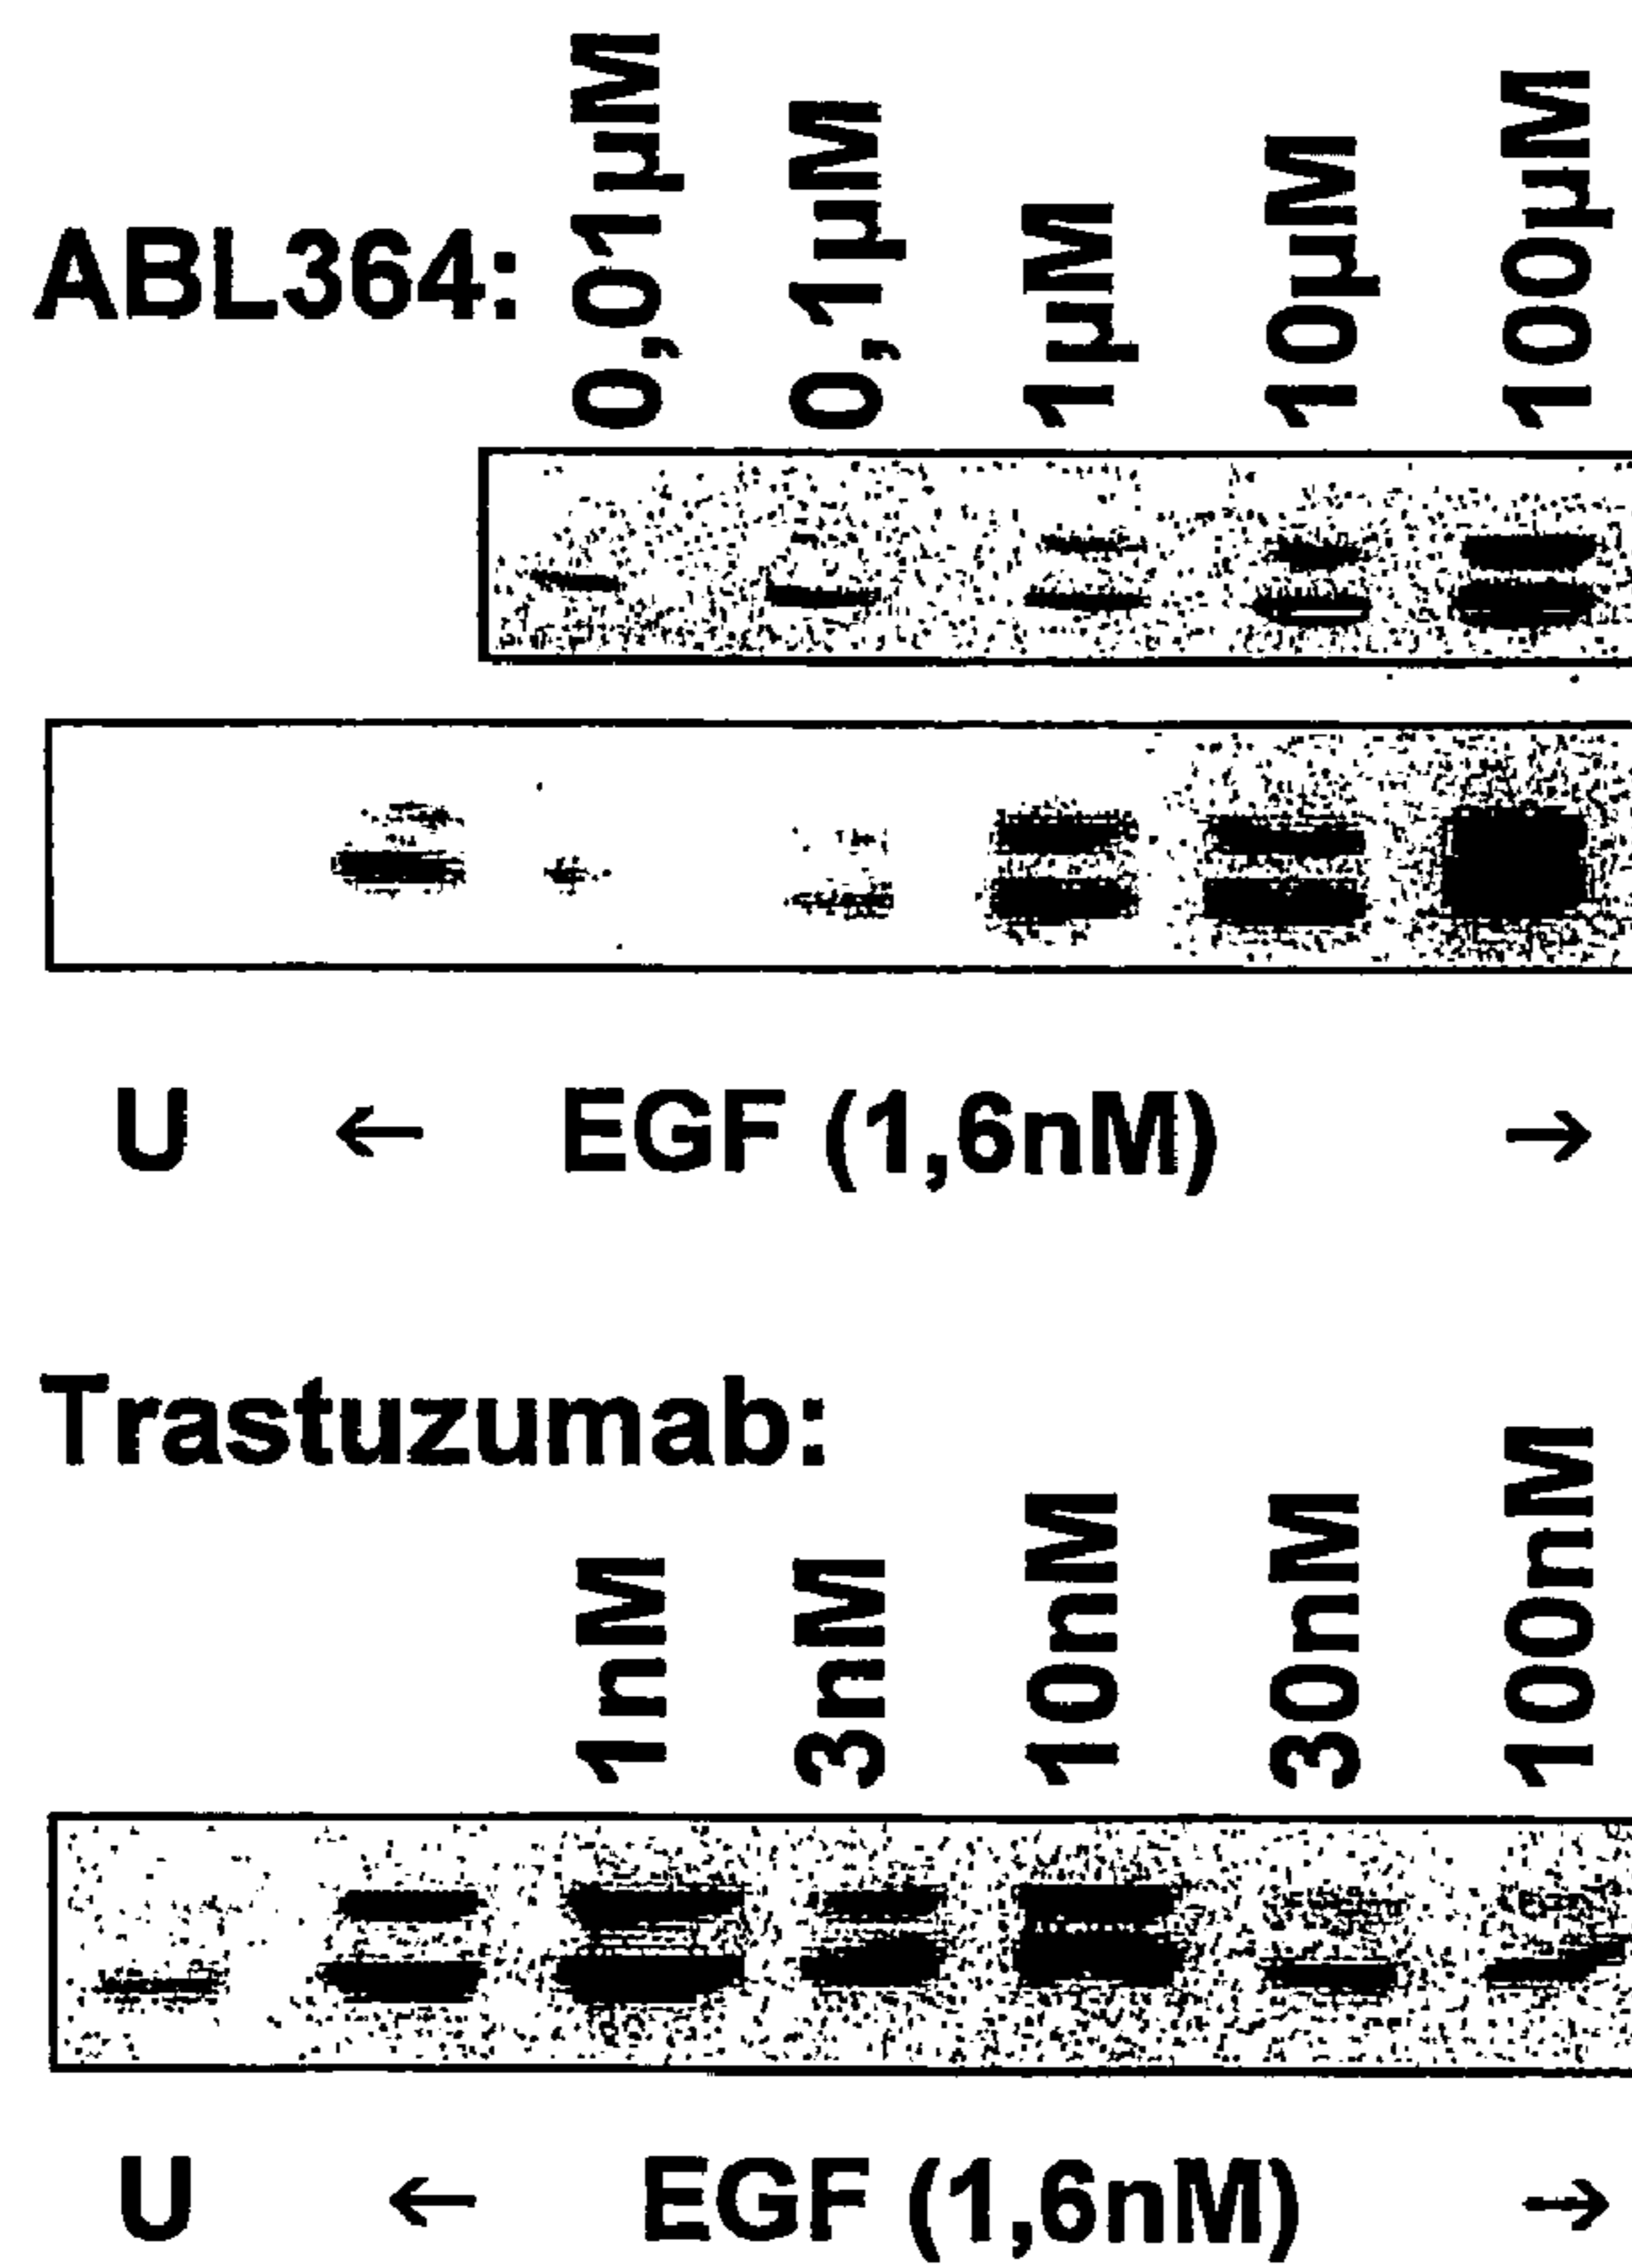 ABL364: 0,01µM 0,1µM 1µM 10µM 100µM
U ← EGF (1,6nM) →
Trastuzumab:
1nM 3nM 10nM 30nM 100nM
U ← EGF (1,6nM) →